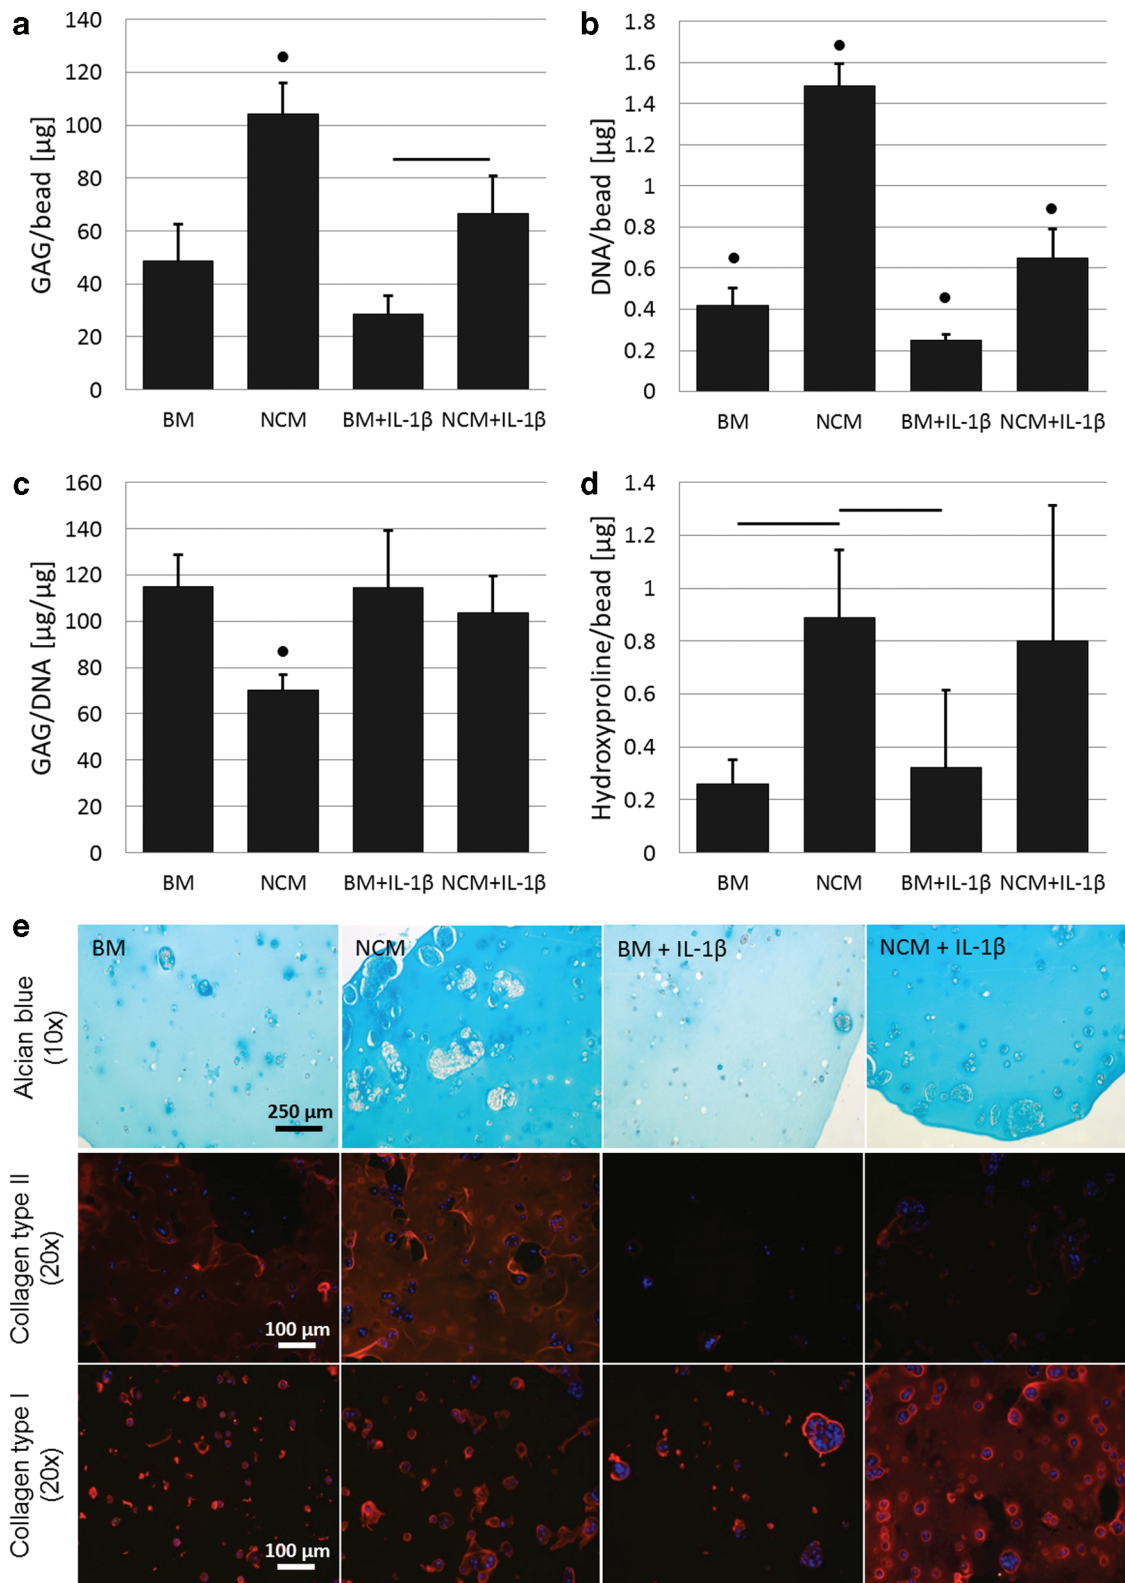 a
140
120
100
80
60
40
20
0
GAG/bead [µg]
BM
NCM
BM+IL-1β
NCM+IL-1β
b
1.8
1.6
1.4
1.2
1
0.8
0.6
0.4
0.2
0
DNA/bead [µg]
BM
NCM
BM+IL-1β
NCM+IL-1β
c
160
140
120
100
80
60
40
20
0
GAG/DNA [µg/µg]
BM
NCM
BM+IL-1β
NCM+IL-1β
d
1.4
1.2
1
0.8
0.6
0.4
0.2
0
Hydroxyproline/bead [µg]
BM
NCM
BM+IL-1β
NCM+IL-1β
e
Alcian blue
(10x)
BM
NCM
BM + IL-1β
NCM + IL-1β
250 µm
Collagen type II
(20x)
100 µm
Collagen type I
(20x)
100 µm